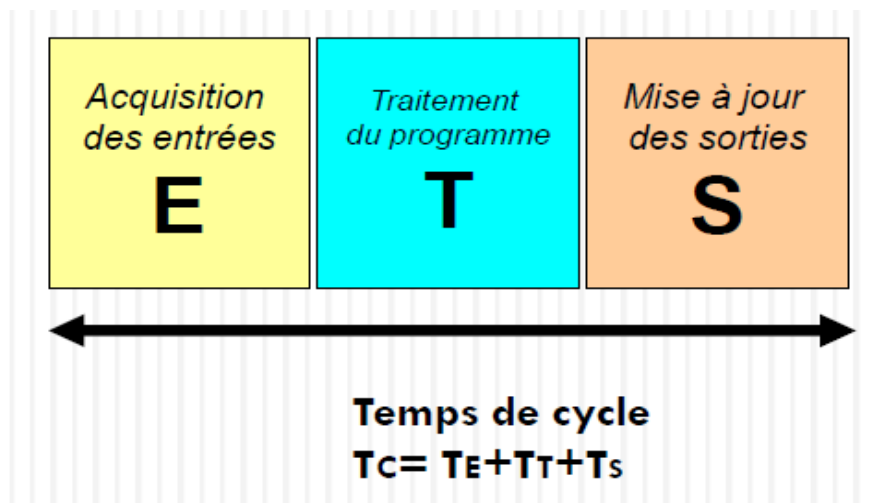 Acquisition
des entrées
E
Traitement
du programme
T
Mise à jour
des sorties
S
Temps de cycle
TC= TE+TT+TS